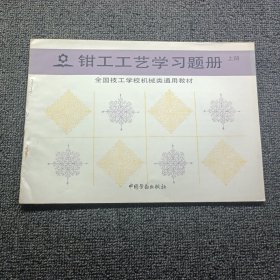 钳工工艺学习题册 上册
全国技工学校机械类通用教材
中国劳动出版社